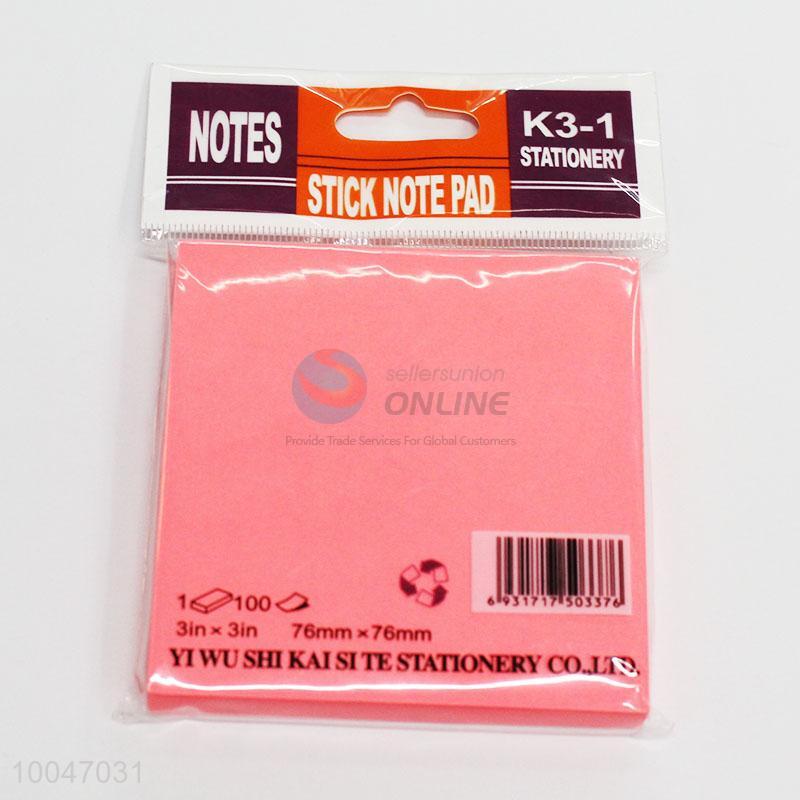 NOTES
STICK NOTE PAD
K3-1
STATIONERY
sellersunion
ONLINE
Provide Trade Services For Global Customers
6 931717 503376
1 100
3in × 3in 76mm × 76mm
YI WU SHI KAI SI TE STATIONERY CO.,LTD.
10047031